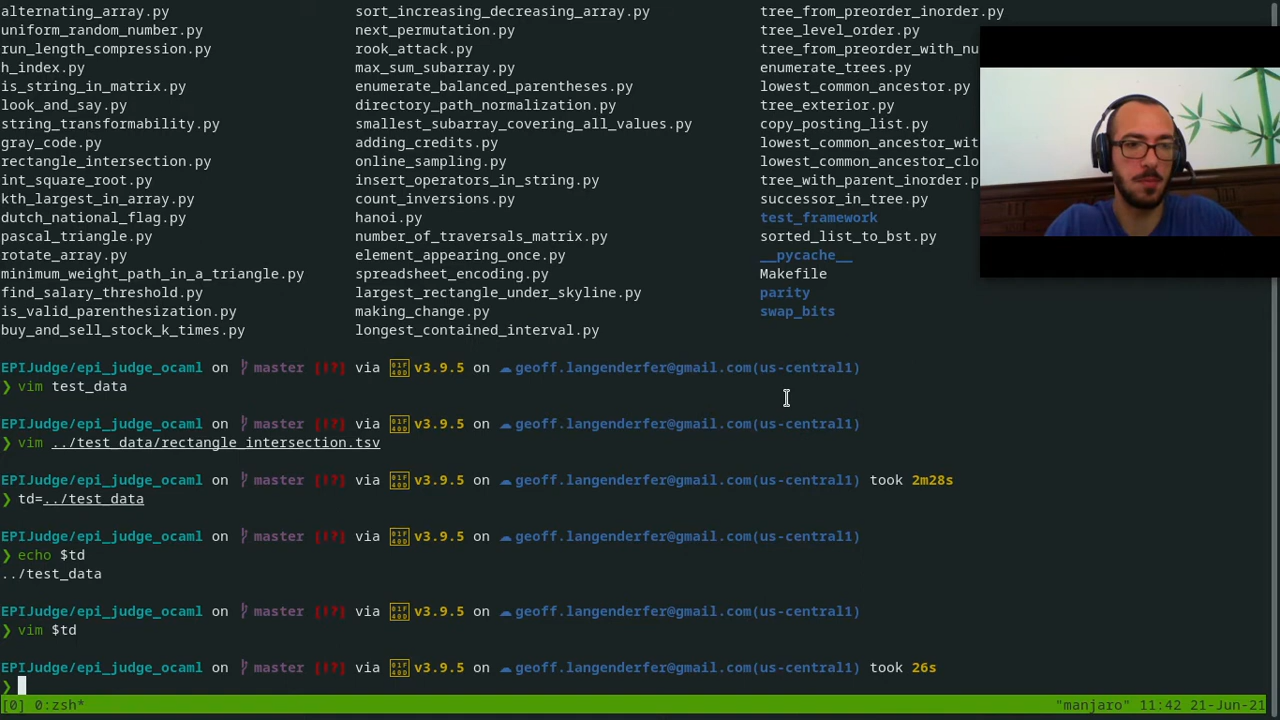 alternating_array.py sort_increasing_decreasing_array.py tree_from_preorder_inorder.py
uniform_random_number.py next_permutation.py tree_level_order.py
run_length_compression.py rook_attack.py tree_from_preorder_with_nu
h_index.py max_sum_subarray.py enumerate_trees.py
is_string_in_matrix.py enumerate_balanced_parentheses.py lowest_common_ancestor.py
look_and_say.py directory_path_normalization.py tree_exterior.py
string_transformability.py smallest_subarray_covering_all_values.py copy_posting_list.py
gray_code.py adding_credits.py lowest_common_ancestor_wit
rectangle_intersection.py online_sampling.py lowest_common_ancestor_clo
int_square_root.py insert_operators_in_string.py tree_with_parent_inorder.p
kth_largest_in_array.py count_inversions.py successor_in_tree.py
dutch_national_flag.py hanoi.py test_framework
pascal_triangle.py number_of_traversals_matrix.py sorted_list_to_bst.py
rotate_array.py element_appearing_once.py __pycache__
minimum_weight_path_in_a_triangle.py spreadsheet_encoding.py Makefile
find_salary_threshold.py largest_rectangle_under_skyline.py parity
is_valid_parenthesization.py making_change.py swap_bits
buy_and_sell_stock_k_times.py longest_contained_interval.py
EPIJudge/epi_judge_ocaml on master [!?] via v3.9.5 on ☁ geoff.langenderfer@gmail.com(us-central1)
❯ vim test_data
EPIJudge/epi_judge_ocaml on master [!?] via v3.9.5 on ☁ geoff.langenderfer@gmail.com(us-central1)
❯ vim ../test_data/rectangle_intersection.tsv
EPIJudge/epi_judge_ocaml on master [!?] via v3.9.5 on ☁ geoff.langenderfer@gmail.com(us-central1) took 2m28s
❯ td=../test_data
EPIJudge/epi_judge_ocaml on master [!?] via v3.9.5 on ☁ geoff.langenderfer@gmail.com(us-central1)
❯ echo $td
../test_data
EPIJudge/epi_judge_ocaml on master [!?] via v3.9.5 on ☁ geoff.langenderfer@gmail.com(us-central1)
❯ vim $td
EPIJudge/epi_judge_ocaml on master [!?] via v3.9.5 on ☁ geoff.langenderfer@gmail.com(us-central1) took 26s
❯
[0] 0:zsh* "manjaro" 11:42 21-Jun-21